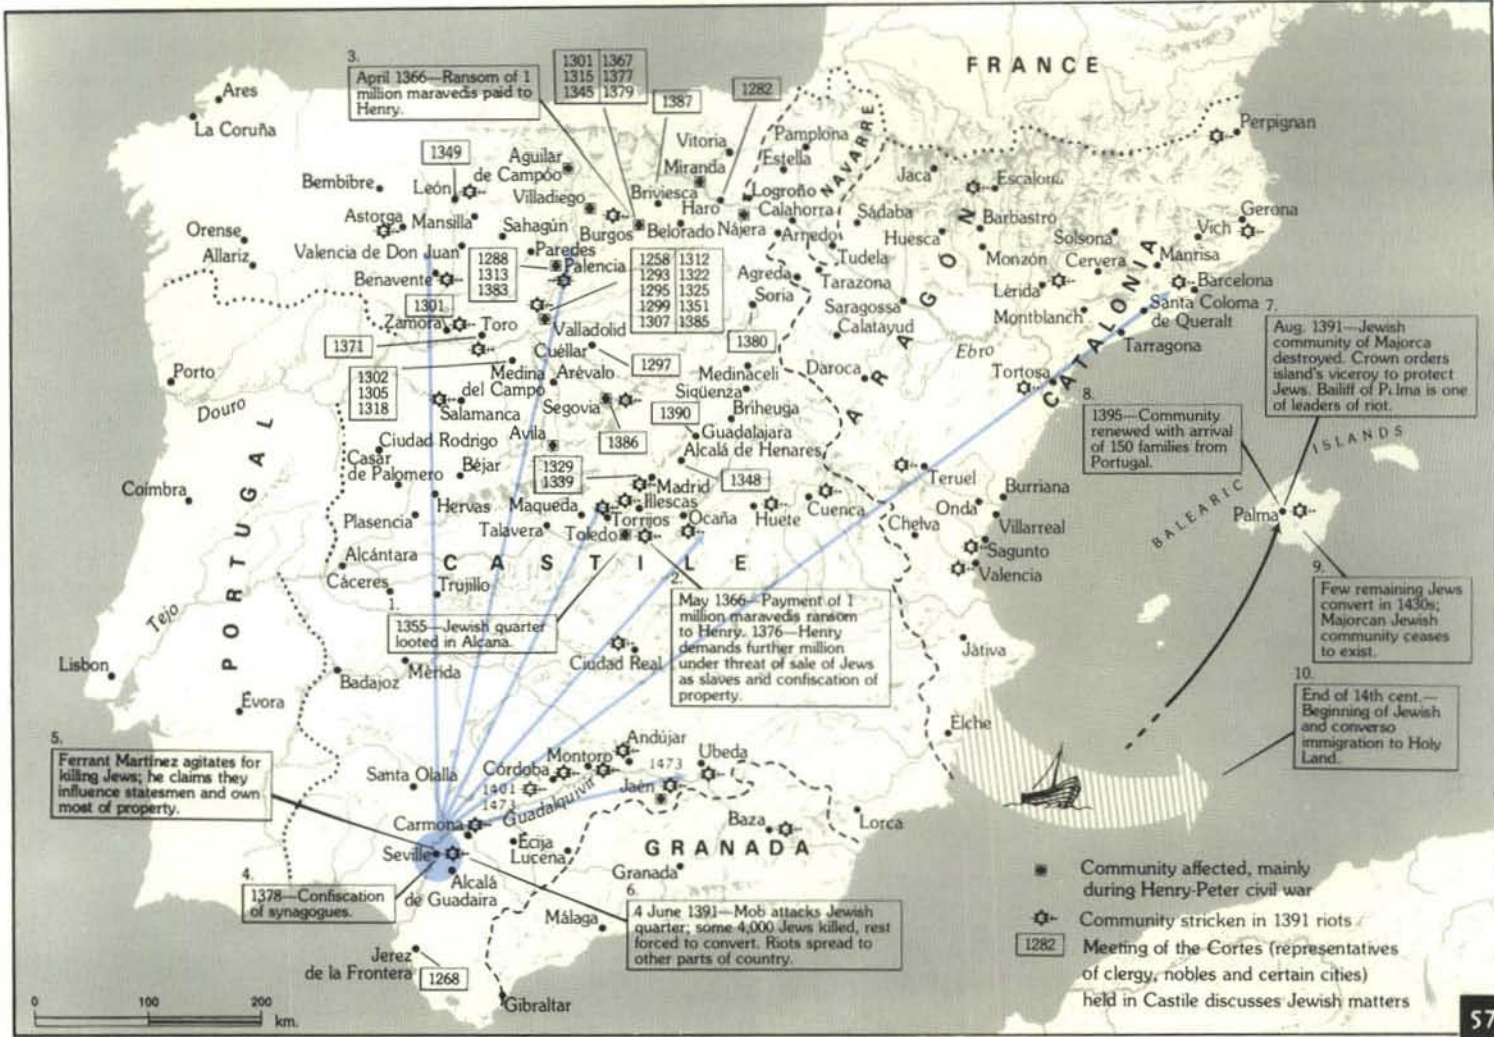 FRANCE
3.
April 1366—Ransom of 1
million maravedis paid to
Henry.
1301 1367
1315 1377
1345 1379
1387
1282
Ares
La Coruña
Vitoria
Pamplona
Perpignan
1349
Aguilar
de Campóo
Miranda
Estella
NAVARRE
Jaca
Escalona
Bembibre
León
Villadiego
Briviesca
Haro
Logroño
Calahorra
Sádaba
Barbastro
Gerona
Astorga
Mansilla
Sahagún
Burgos
Belorado
Nájera
Arnedo
Huesca
Solsona
Vich
Orense
Allariz
Valencia de Don Juan
Paredes
Palencia
Tudela
Monzón
Cervera
Manrisa
Benavente
1288
1313
1383
1258 1312
1293 1322
1295 1325
1299 1351
1307 1385
Agreda
Soria
Tarazona
Saragossa
Calatayud
Lérida
Montblanch
Barcelona
Santa Coloma
de Queralt
Tarragona
CATALONIA
ARAGON
1301
Zamora
Toro
Valladolid
1371
Cuéllar
1297
1380
Ebro
Porto
Douro
1302
1305
1318
Medina
del Campo
Arévalo
Medinaceli
Sigüenza
Daroca
Tortosa
7.
Aug. 1391—Jewish
community of Majorca
destroyed. Crown orders
island's viceroy to protect
Jews. Bailiff of Palma is one
of leaders of riot.
Salamanca
Segovia
1390
Briheuga
8.
1395—Community
renewed with arrival
of 150 families from
Portugal.
ISLANDS
PORTUGAL
Ciudad Rodrigo
Avila
1386
Guadalajara
Alcalá de Henares
Casar
de Palomero
Béjar
1329
1339
Madrid
1348
Teruel
Burriana
BALEARIC
Coimbra
Hervas
Maqueda
Illescas
Cuenca
Onda
Palma
Plasencia
Talavera
Torrijos
Ocaña
Huete
Chelva
Villarreal
Toledo
Sagunto
Alcántara
CASTILE
Valencia
Cáceres
Trujillo
9.
Few remaining Jews
convert in 1430s;
Majorcan Jewish
community ceases
to exist.
Tejo
1.
1355—Jewish quarter
looted in Alcana.
2.
May 1366—Payment of 1
million maravedis ransom
to Henry. 1376—Henry
demands further million
under threat of sale of Jews
as slaves and confiscation of
property.
Lisbon
Ciudad Real
Játiva
Badajoz
Mérida
10.
End of 14th cent.—
Beginning of Jewish
and converso
immigration to Holy
Land.
Évora
Elche
5.
Ferrant Martínez agitates for
killing Jews; he claims they
influence statesmen and own
most of property.
Santa Olalla
Andújar
Montoro
Córdoba
1473
Ubeda
1401
1473
Guadalquivir
Jaén
Carmona
Baza
Lorca
Seville
Ecija
Lucena
GRANADA
Granada
4.
1378—Confiscation
of synagogues.
Alcalá
de Guadaira
6.
4 June 1391—Mob attacks Jewish
quarter; some 4,000 Jews killed, rest
forced to convert. Riots spread to
other parts of country.
Málaga
Jerez
de la Frontera
1268
Gibraltar
Community affected, mainly
during Henry-Peter civil war
Community stricken in 1391 riots
1282
Meeting of the Cortes (representatives
of clergy, nobles and certain cities)
held in Castile discusses Jewish matters
0 100 200
km.
57